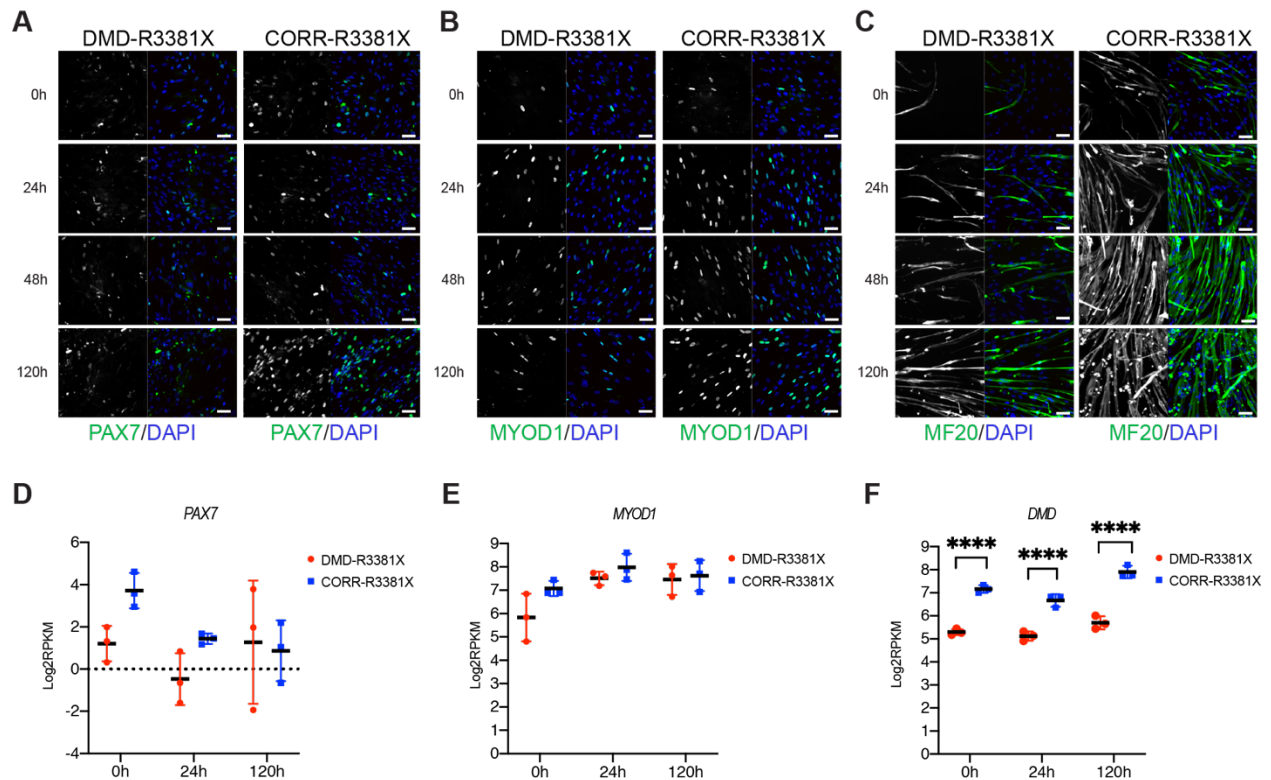 A
B
C
DMD-R3381X CORR-R3381X
DMD-R3381X CORR-R3381X
DMD-R3381X CORR-R3381X
0h
24h
48h
120h
0h
24h
48h
120h
0h
24h
48h
120h
PAX7/DAPI PAX7/DAPI
MYOD1/DAPI MYOD1/DAPI
MF20/DAPI MF20/DAPI
D
PAX7
Log2RPKM
6
4
2
0
-2
-4
0h 24h 120h
DMD-R3381X
CORR-R3381X
E
MYOD1
Log2RPKM
9
8
7
6
5
4
3
2
1
0
0h 24h 120h
DMD-R3381X
CORR-R3381X
F
DMD
Log2RPKM
9
8
7
6
5
4
3
2
1
0
**** **** ****
0h 24h 120h
DMD-R3381X
CORR-R3381X